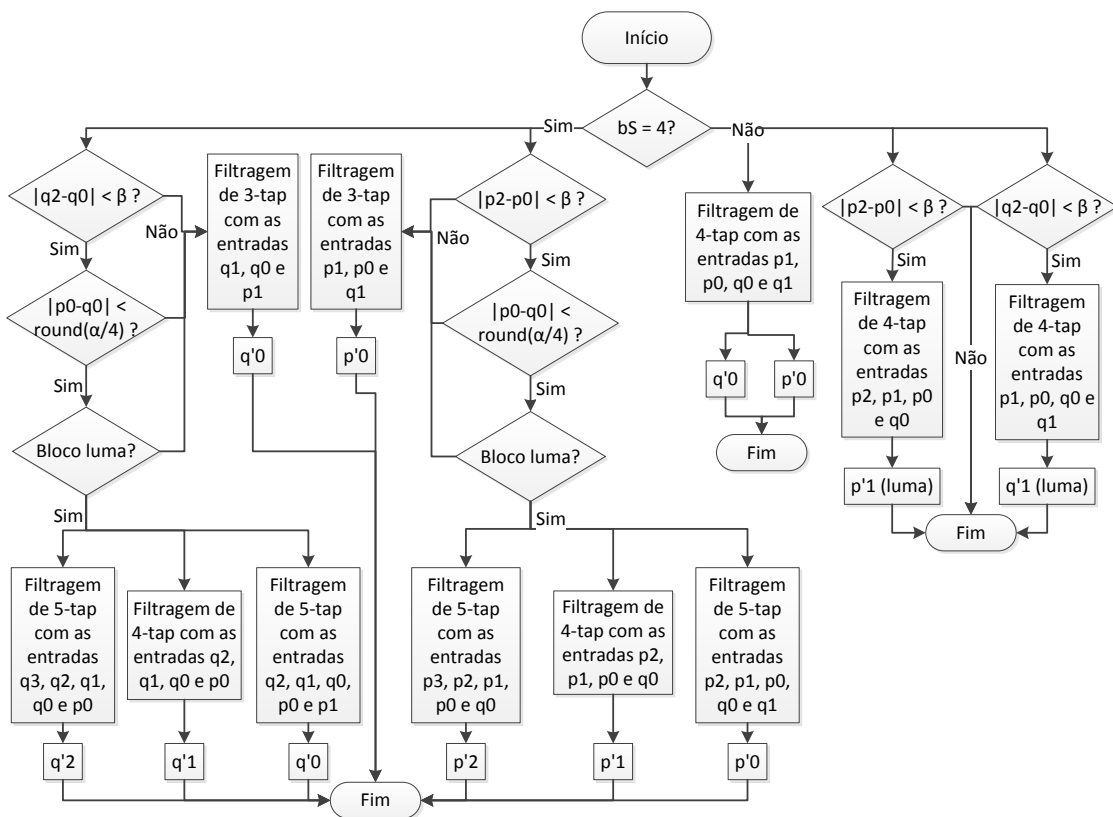 Início
bS = 4?
Sim
Não
|q2-q0| < β ?
Sim
Não
|p0-q0| <
round(α/4) ?
Sim
Bloco luma?
Sim
Filtragem
de 3-tap
com as
entradas
q1, q0 e
p1
q'0
Filtragem
de 3-tap
com as
entradas
p1, p0 e
q1
p'0
|p2-p0| < β ?
Não
Sim
|p0-q0| <
round(α/4) ?
Sim
Bloco luma?
Sim
Filtragem de
4-tap com as
entradas p1,
p0, q0 e q1
q'0
p'0
Fim
|p2-p0| < β ?
Sim
Filtragem
de 4-tap
com as
entradas
p2, p1, p0
e q0
p'1 (luma)
Não
|q2-q0| < β ?
Sim
Filtragem
de 4-tap
com as
entradas
p1, p0, q0 e
q1
q'1 (luma)
Fim
Filtragem
de 5-tap
com as
entradas
q3, q2, q1,
q0 e p0
q'2
Filtragem de
4-tap com as
entradas q2,
q1, q0 e p0
q'1
Filtragem
de 5-tap
com as
entradas
q2, q1, q0,
p0 e p1
q'0
Filtragem
de 5-tap
com as
entradas
p3, p2, p1,
p0 e q0
p'2
Filtragem de
4-tap com as
entradas p2,
p1, p0 e q0
p'1
Filtragem
de 5-tap
com as
entradas
p2, p1, p0,
q0 e q1
p'0
Fim